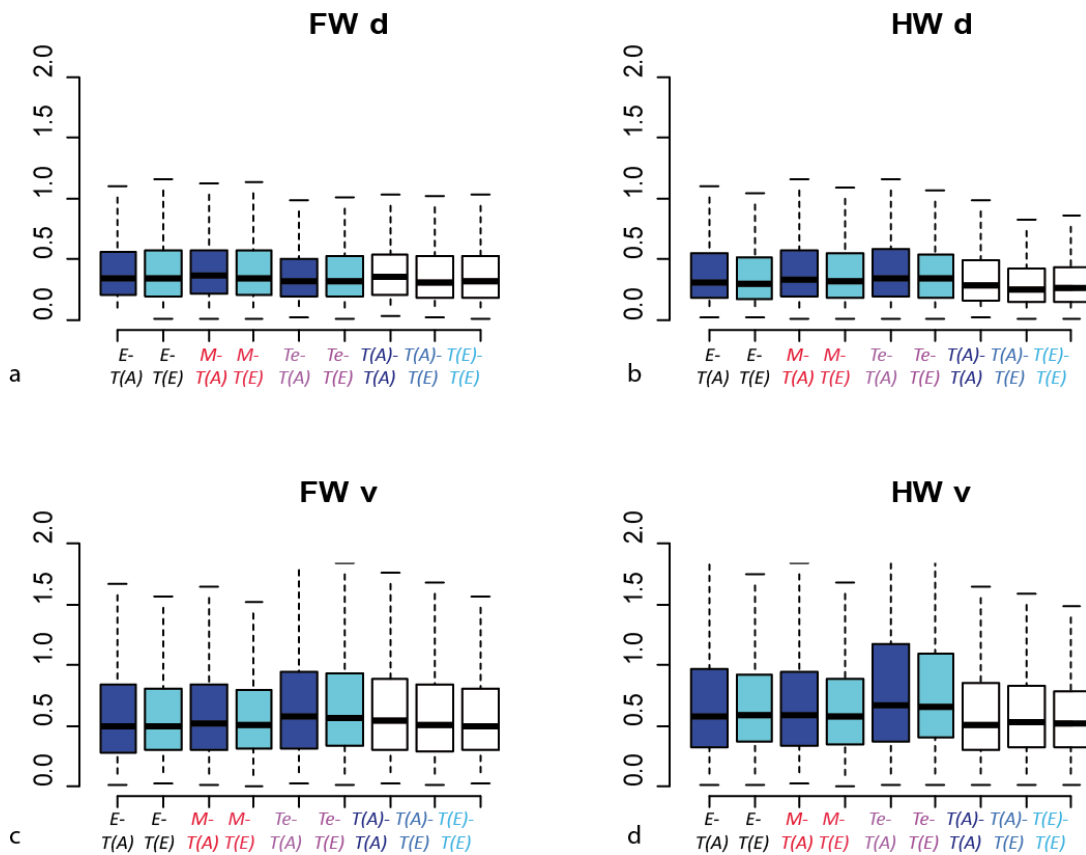 FW d
2.0
1.5
1.0
0.5
0.0
E- E- M- M- Te- Te- T(A)- T(A)- T(E)-
T(A) T(E) T(A) T(E) T(A) T(E) T(A) T(E) T(E)
a
HW d
2.0
1.5
1.0
0.5
0.0
E- E- M- M- Te- Te- T(A)- T(A)- T(E)-
T(A) T(E) T(A) T(E) T(A) T(E) T(A) T(E) T(E)
b
FW v
2.0
1.5
1.0
0.5
0.0
E- E- M- M- Te- Te- T(A)- T(A)- T(E)-
T(A) T(E) T(A) T(E) T(A) T(E) T(A) T(E) T(E)
c
HW v
2.0
1.5
1.0
0.5
0.0
E- E- M- M- Te- Te- T(A)- T(A)- T(E)-
T(A) T(E) T(A) T(E) T(A) T(E) T(A) T(E) T(E)
d